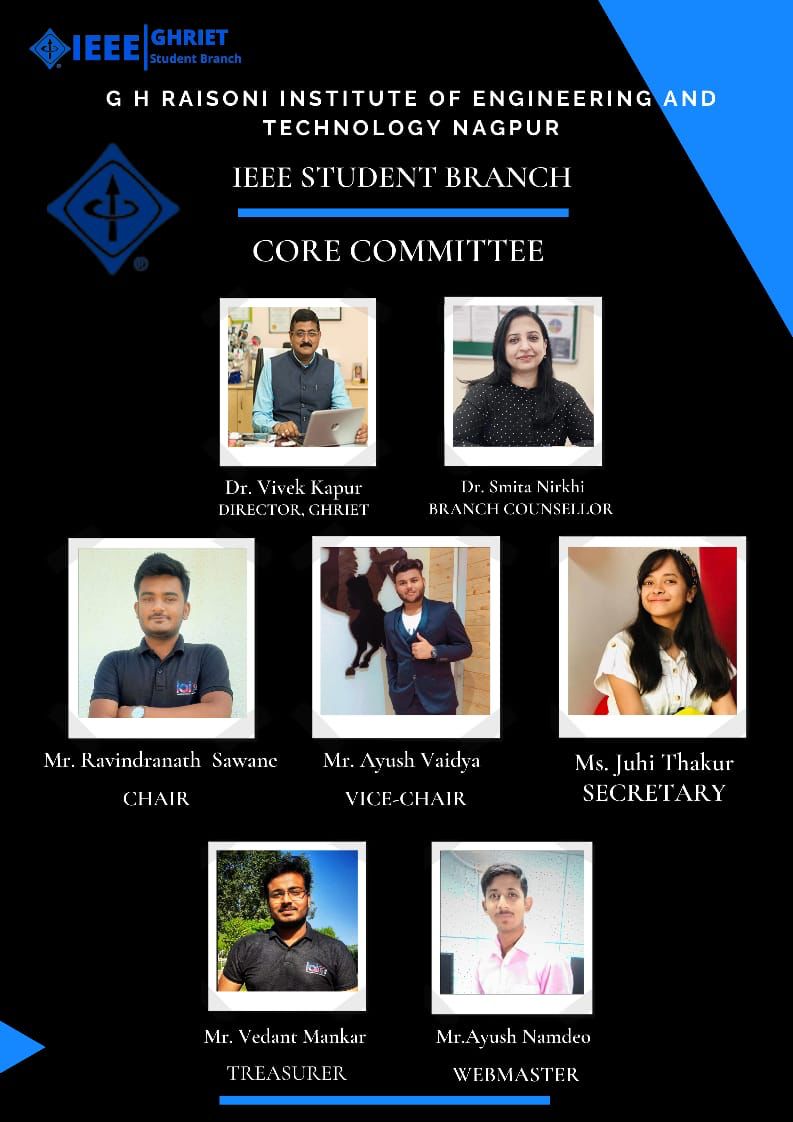 IEEE
GHRIET
Student Branch
G H RAISONI INSTITUTE OF ENGINEERING AND
TECHNOLOGY NAGPUR
IEEE STUDENT BRANCH
CORE COMMITTEE
Dr. Vivek Kapur
DIRECTOR, GHRIET
Dr. Smita Nirkhi
BRANCH COUNSELLOR
Mr. Ravindranath Sawane
CHAIR
Mr. Ayush Vaidya
VICE-CHAIR
Ms. Juhi Thakur
SECRETARY
Mr. Vedant Mankar
TREASURER
Mr.Ayush Namdeo
WEBMASTER